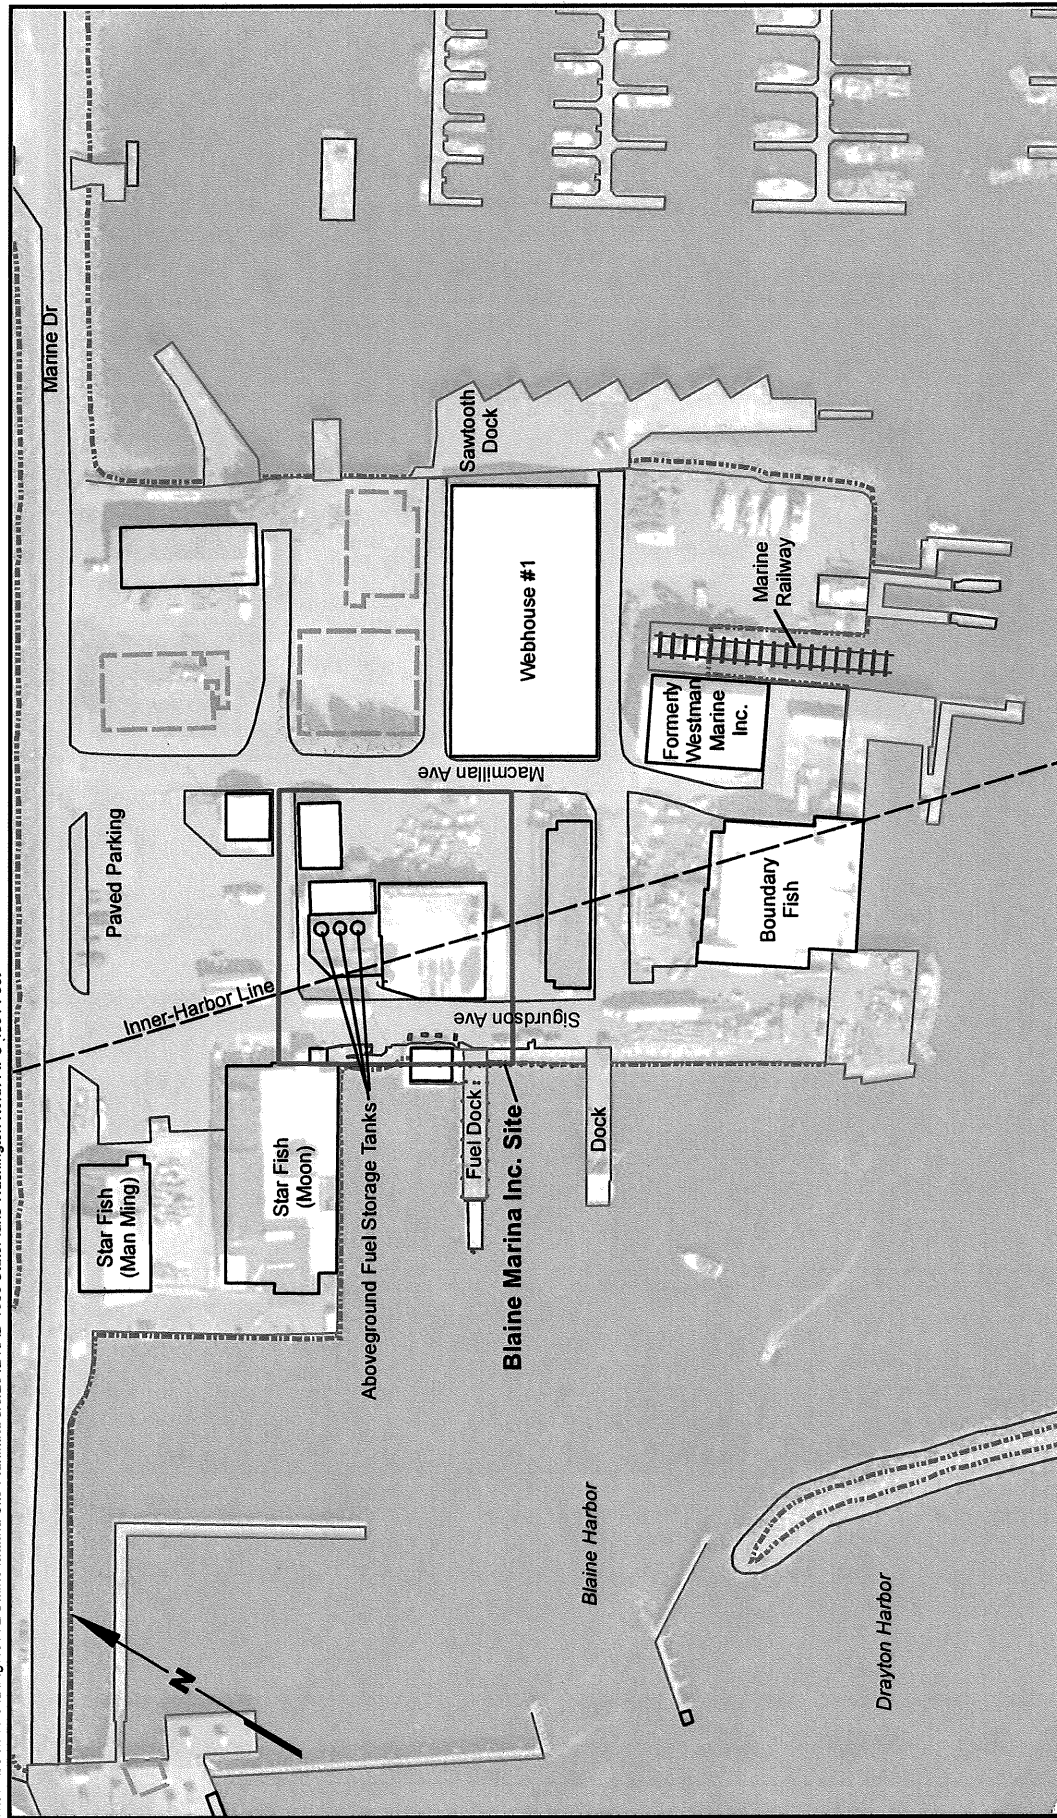 Marine Dr
Paved Parking
Inner-Harbor Line
Star Fish
(Man Ming)
Star Fish
(Moon)
Aboveground Fuel Storage Tanks
Fuel Dock
Blaine Marina Inc. Site
Dock
Sigurdson Ave
Macmillan Ave
Webhouse #1
Sawtooth
Dock
Marine
Railway
Formerly
Westman
Marine
Inc.
Boundary
Fish
Blaine Harbor
Drayton Harbor
N